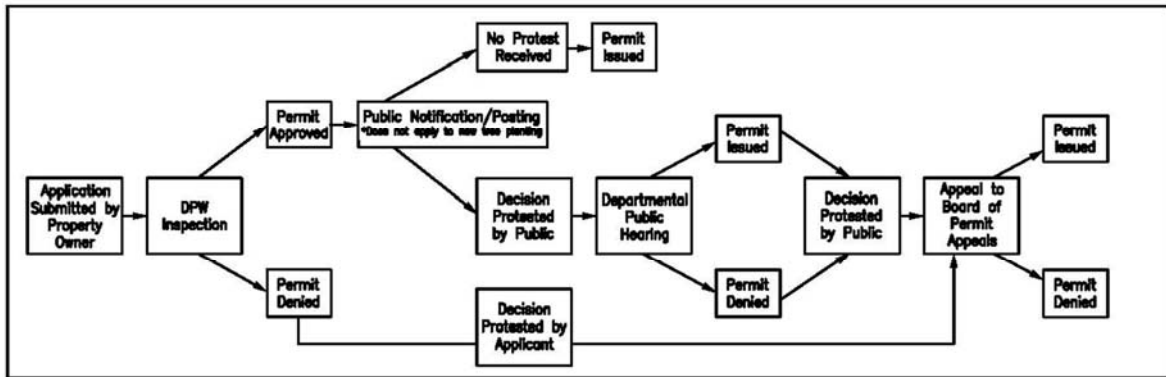 No Protest
Received
Permit
Issued
Permit
Approved
Public Notification/Posting
*Does not apply to new tree planting
Application
Submitted by
Property
Owner
DPW
Inspection
Decision
Protested
by Public
Departmental
Public
Hearing
Permit
Issued
Decision
Protested
by Public
Appeal to
Board of
Permit
Appeals
Permit
Issued
Permit
Denied
Decision
Protested by
Applicant
Permit
Denied
Permit
Denied